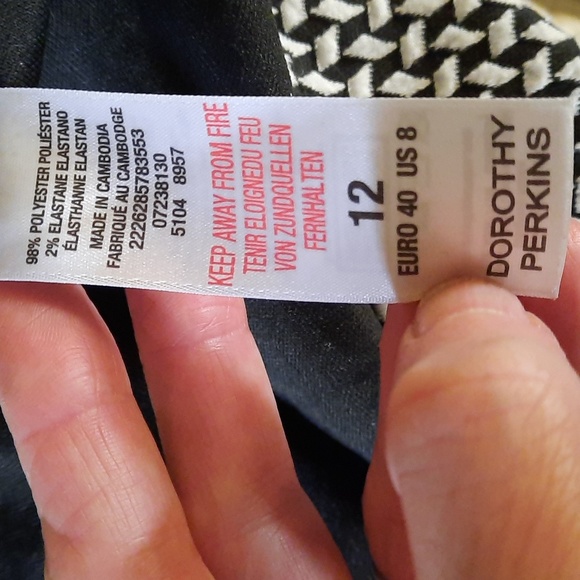 DOROTHY
PERKINS
12
EURO 40 US 8
KEEP AWAY FROM FIRE
TENIR ELOIGNEDU FEU
VON ZUNDQUELLEN
FERNHALTEN
98% POLYESTER POLIÉSTER
2% ELASTANE ELASTANO
ÉLASTHANNE ELASTAN
MADE IN CAMBODIA
FABRIQUÉ AU CAMBODGE
2226285783553
07238130
5104 8957